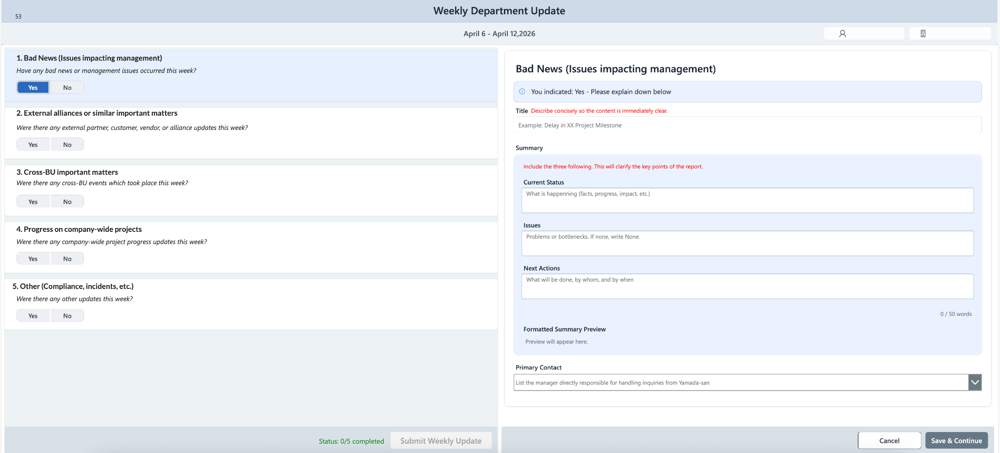 Weekly Department Update
53
April 6 - April 12,2026
1. Bad News (Issues impacting management)
Have any bad news or management issues occurred this week?
Yes No
2. External alliances or similar important matters
Were there any external partner, customer, vendor, or alliance updates this week?
Yes No
3. Cross-BU important matters
Were there any cross-BU events which took place this week?
Yes No
4. Progress on company-wide projects
Were there any company-wide project progress updates this week?
Yes No
5. Other (Compliance, incidents, etc.)
Were there any other updates this week?
Yes No
Status: 0/5 completed Submit Weekly Update
Bad News (Issues impacting management)
You indicated: Yes - Please explain down below
Title Describe concisely so the content is immediately clear.
Example: Delay in XX Project Milestone
Summary
Include the three following. This will clarify the key points of the report.
Current Status
What is happenning (facts, progress, impact, etc.)
Issues
Problems or bottlenecks. If none, write None.
Next Actions
What will be done, by whom, and by when
0 / 50 words
Formatted Summary Preview
Preview will appear here.
Primary Contact
List the manager directly responsible for handling inquiries from Yamada-san
Cancel Save & Continue